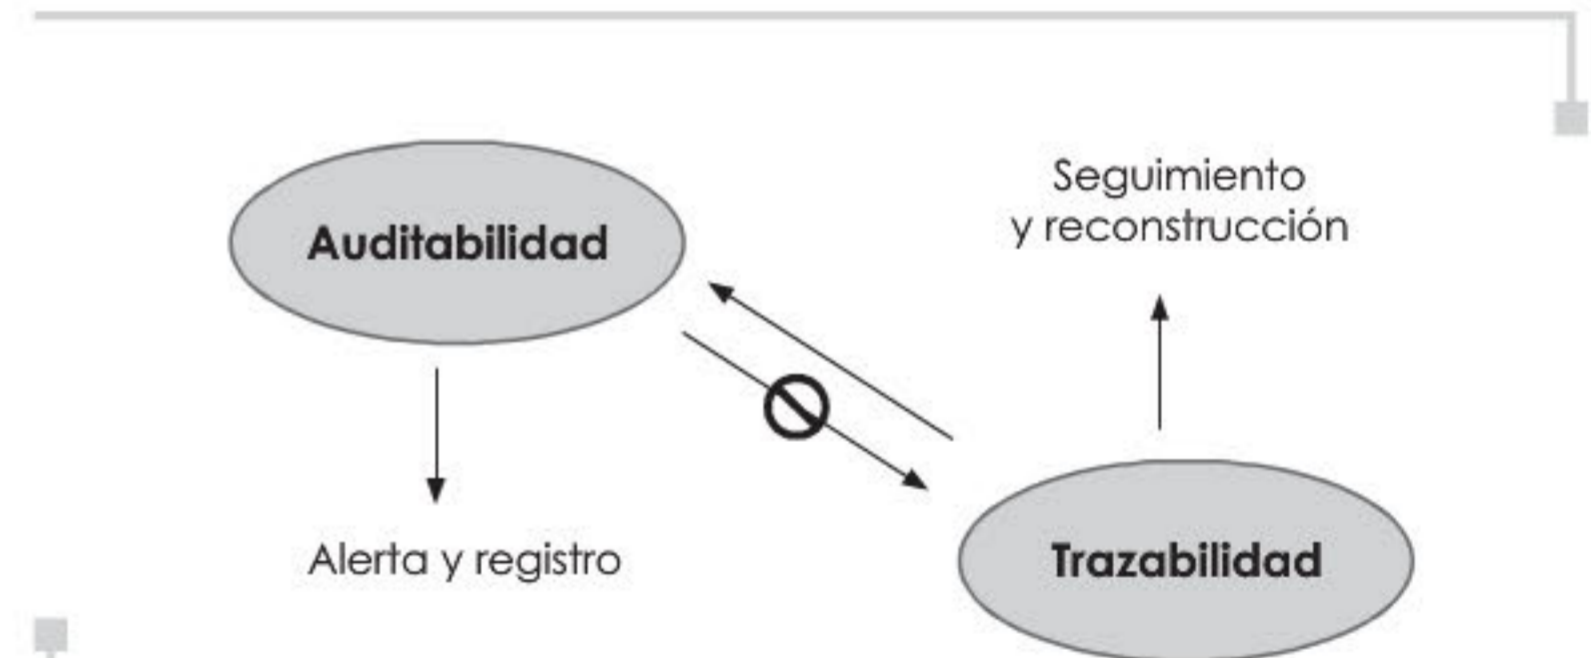 Auditabilidad
Seguimiento
y reconstrucción
Alerta y registro
Trazabilidad